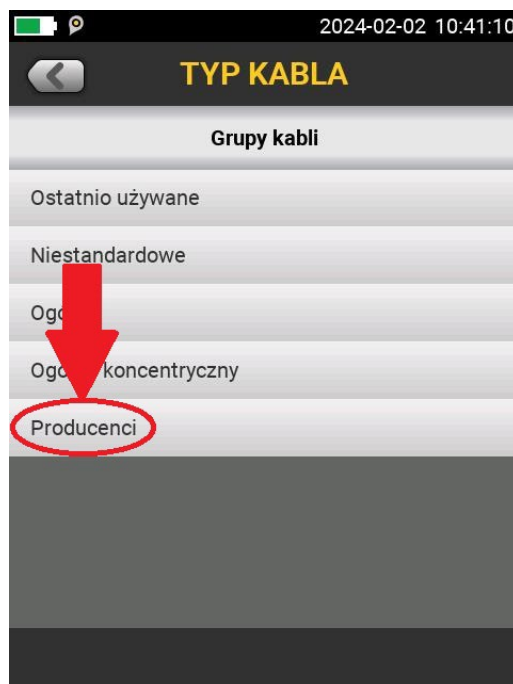 2024-02-02 10:41:10
TYP KABLA
Grupy kabli
Ostatnio używane
Niestandardowe
koncentryczny
Producenci